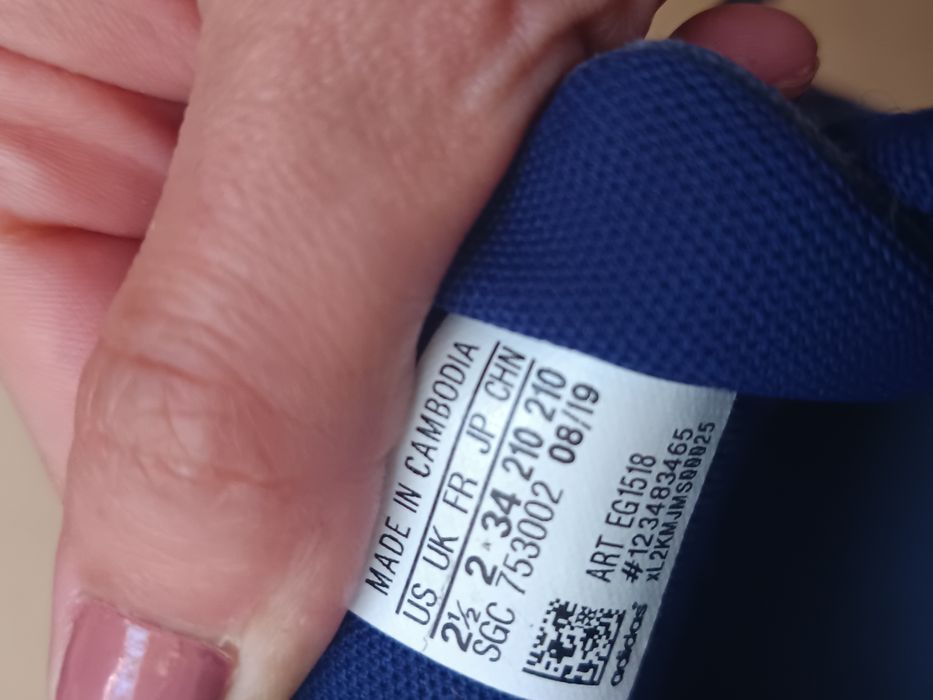 MADE IN CAMBODIA
US UK FR JP CHN
2½ 2 34 210 210
SGC 753002 08/19
ART EG1518
#123483465
xL2KMJMS00025
adidas